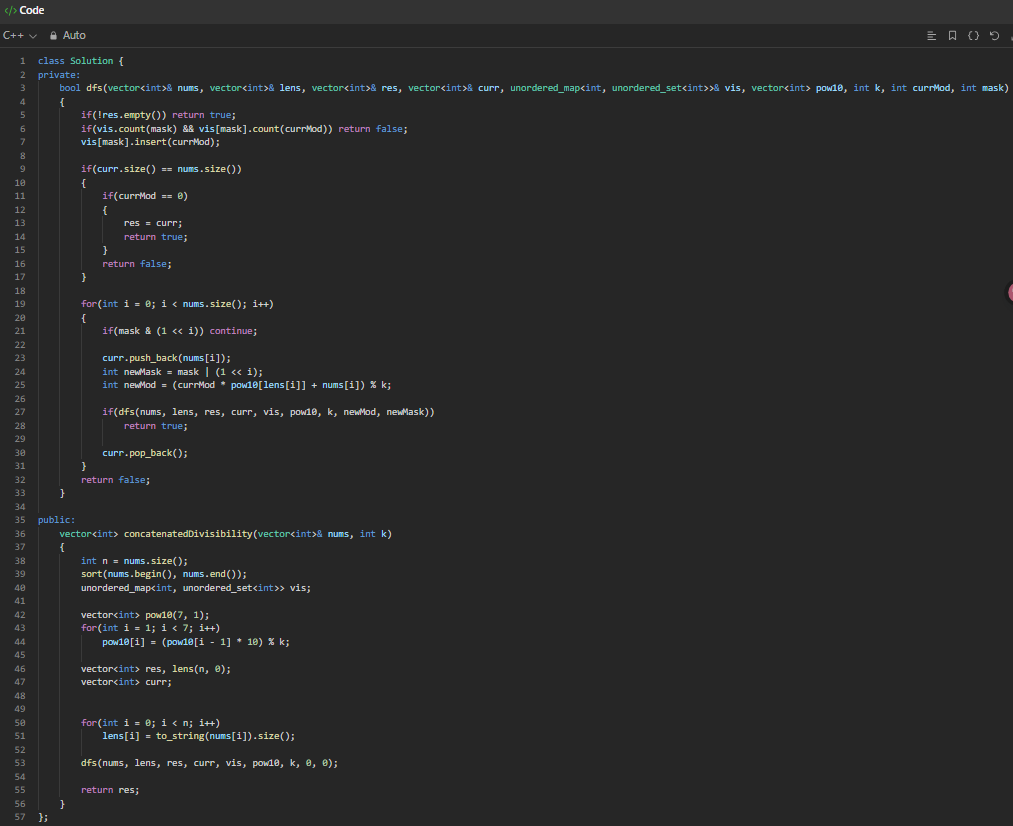 </> Code
C++ Auto
1 class Solution {
2 private:
3 bool dfs(vector<int>& nums, vector<int>& lens, vector<int>& res, vector<int>& curr, unordered_map<int, unordered_set<int>>& vis, vector<int> pow10, int k, int currMod, int mask)
4 {
5 if(!res.empty()) return true;
6 if(vis.count(mask) && vis[mask].count(currMod)) return false;
7 vis[mask].insert(currMod);
8
9 if(curr.size() == nums.size())
10 {
11 if(currMod == 0)
12 {
13 res = curr;
14 return true;
15 }
16 return false;
17 }
18
19 for(int i = 0; i < nums.size(); i++)
20 {
21 if(mask & (1 << i)) continue;
22
23 curr.push_back(nums[i]);
24 int newMask = mask | (1 << i);
25 int newMod = (currMod * pow10[lens[i]] + nums[i]) % k;
26
27 if(dfs(nums, lens, res, curr, vis, pow10, k, newMod, newMask))
28 return true;
29
30 curr.pop_back();
31 }
32 return false;
33 }
34
35 public:
36 vector<int> concatenatedDivisibility(vector<int>& nums, int k)
37 {
38 int n = nums.size();
39 sort(nums.begin(), nums.end());
40 unordered_map<int, unordered_set<int>> vis;
41
42 vector<int> pow10(7, 1);
43 for(int i = 1; i < 7; i++)
44 pow10[i] = (pow10[i - 1] * 10) % k;
45
46 vector<int> res, lens(n, 0);
47 vector<int> curr;
48
49
50 for(int i = 0; i < n; i++)
51 lens[i] = to_string(nums[i]).size();
52
53 dfs(nums, lens, res, curr, vis, pow10, k, 0, 0);
54
55 return res;
56 }
57 };